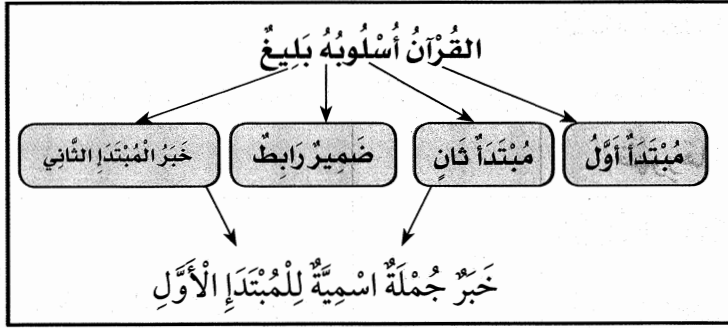 القُرْآنُ أُسْلُوبُهُ بَلِيغٌ
مُبْتَدَأٌ أَوَّلُ مُبْتَدَأٌ ثَانٍ ضَمِيرٌ رَابِطٌ خَبَرُ الْمُبْتَدَإِ الثَّانِي
خَبَرٌ جُمْلَةٌ اسْمِيَّةٌ لِلْمُبْتَدَإِ الْأَوَّلِ